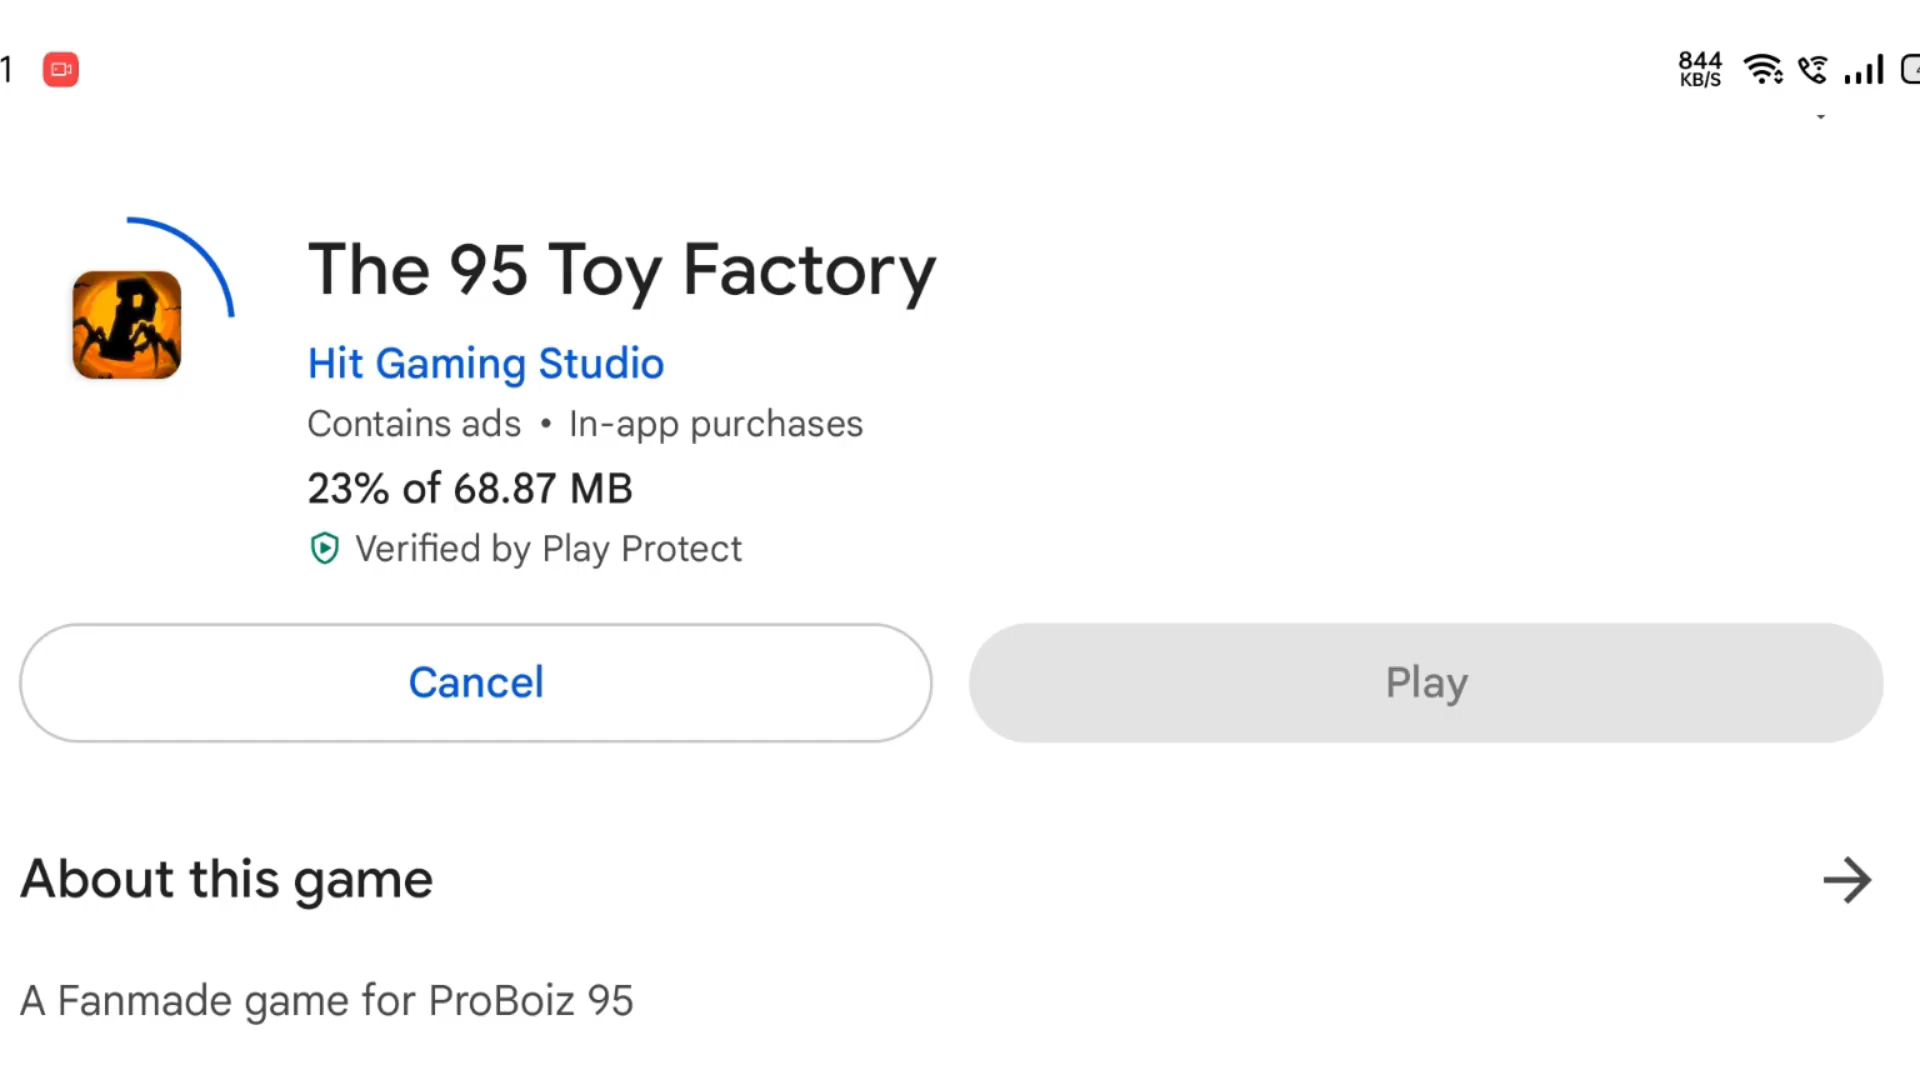 1
844
KB/S
The 95 Toy Factory
Hit Gaming Studio
Contains ads • In-app purchases
23% of 68.87 MB
Verified by Play Protect
Cancel
Play
About this game
A Fanmade game for ProBoiz 95